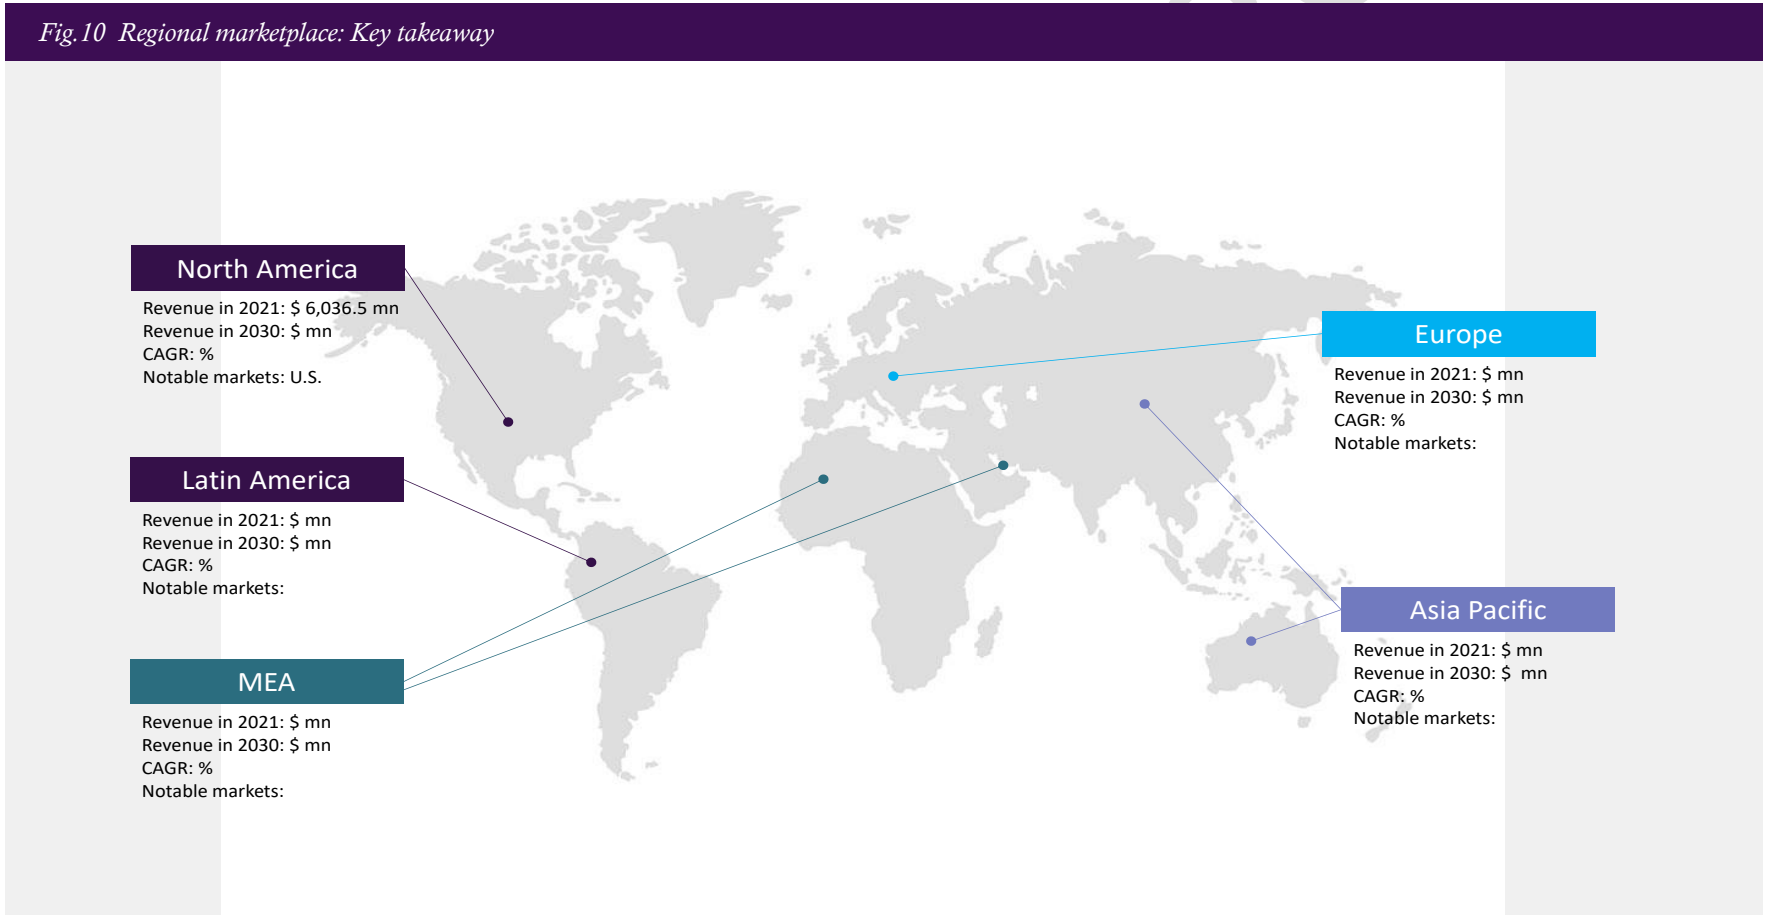 Fig.10 Regional marketplace: Key takeaway
North America
Revenue in 2021: $ 6,036.5 mn
Revenue in 2030: $ mn
CAGR: %
Notable markets: U.S.
Latin America
Revenue in 2021: $ mn
Revenue in 2030: $ mn
CAGR: %
Notable markets:
MEA
Revenue in 2021: $ mn
Revenue in 2030: $ mn
CAGR: %
Notable markets:
Europe
Revenue in 2021: $ mn
Revenue in 2030: $ mn
CAGR: %
Notable markets:
Asia Pacific
Revenue in 2021: $ mn
Revenue in 2030: $ mn
CAGR: %
Notable markets: